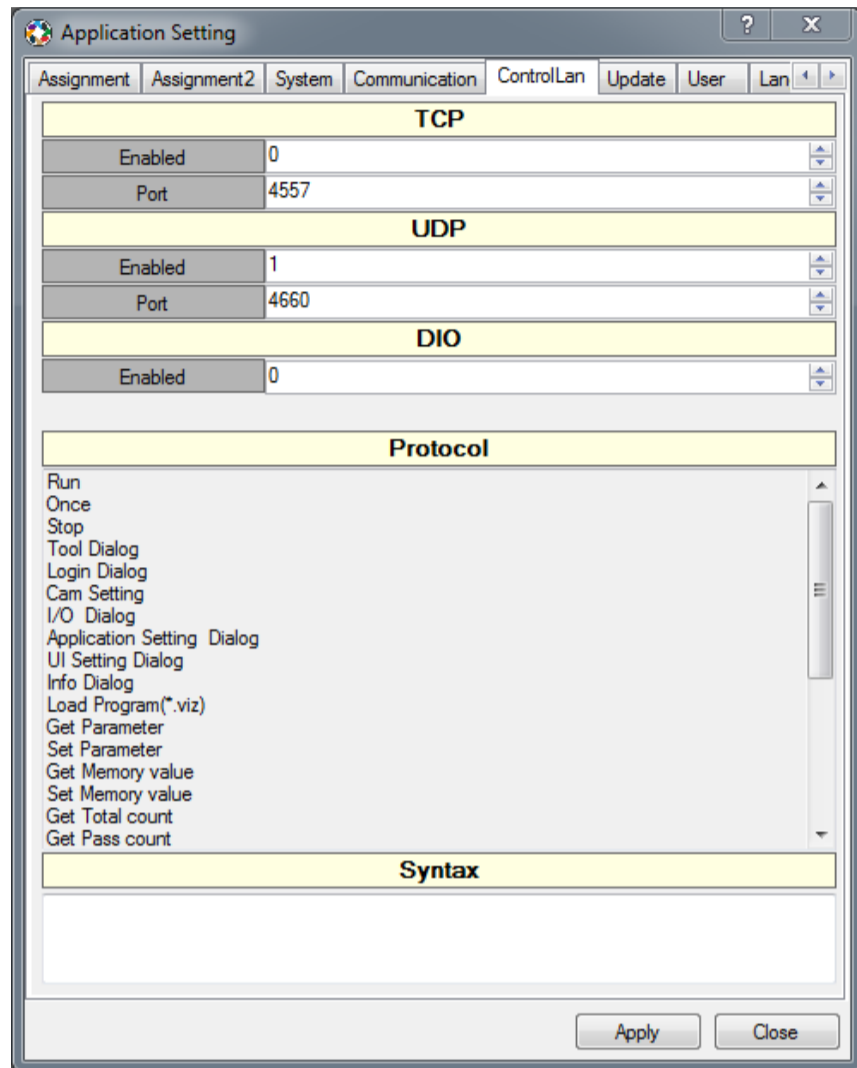 Application Setting
Assignment Assignment2 System Communication ControlLan Update User Lan
TCP
Enabled 0
Port 4557
UDP
Enabled 1
Port 4660
DIO
Enabled 0
Protocol
Run
Once
Stop
Tool Dialog
Login Dialog
Cam Setting
I/O  Dialog
Application Setting  Dialog
UI Setting Dialog
Info Dialog
Load Program(*.viz)
Get Parameter
Set Parameter
Get Memory value
Set Memory value
Get Total count
Get Pass count
Syntax
Apply Close